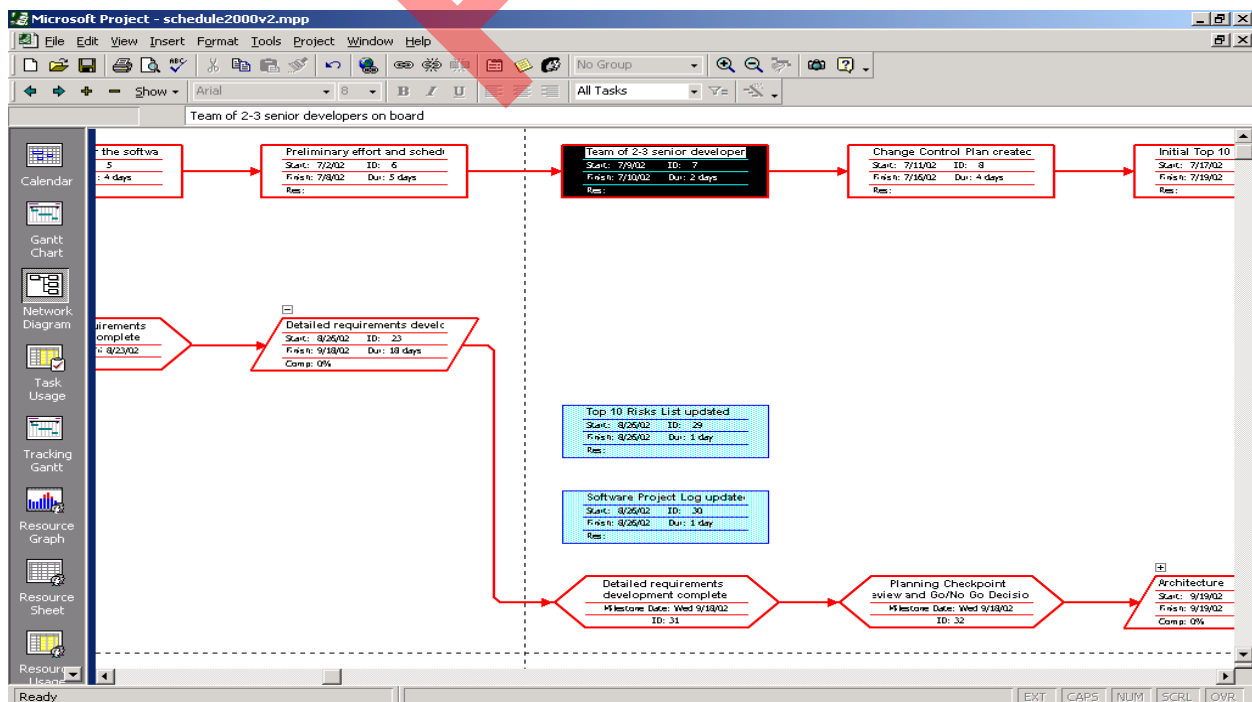 Microsoft Project - schedule2000v2.mpp
File Edit View Insert Format Tools Project Window Help
No Group
Show Arial 8 B I U All Tasks
Team of 2-3 senior developers on board
Calendar
Gantt
Chart
Network
Diagram
Task
Usage
Tracking
Gantt
Resource
Graph
Resource
Sheet
Resource
Usage
the softwa
5
: 4 days
Preliminary effort and sched
Start: 7/2/02 ID: 6
Finish: 7/8/02 Dur: 5 days
Res:
Team of 2-3 senior developer
Start: 7/9/02 ID: 7
Finish: 7/10/02 Dur: 2 days
Res:
Change Control Plan created
Start: 7/11/02 ID: 8
Finish: 7/16/02 Dur: 4 days
Res:
Initial Top 10
Start: 7/17/02
Finish: 7/19/02
Res:
uirements
omplete
8/23/02
Detailed requirements develo
Start: 8/26/02 ID: 23
Finish: 9/18/02 Dur: 18 days
Comp: 0%
Top 10 Risks List updated
Start: 8/26/02 ID: 29
Finish: 8/26/02 Dur: 1 day
Res:
Software Project Log update
Start: 8/26/02 ID: 30
Finish: 8/26/02 Dur: 1 day
Res:
Detailed requirements
development complete
Milestone Date: Wed 9/18/02
ID: 31
Planning Checkpoint
eview and Go/No Go Decisio
Milestone Date: Wed 9/18/02
ID: 32
Architecture
Start: 9/19/02
Finish: 9/19/02
Comp: 0%
Ready EXT CAPS NUM SCRL OVR